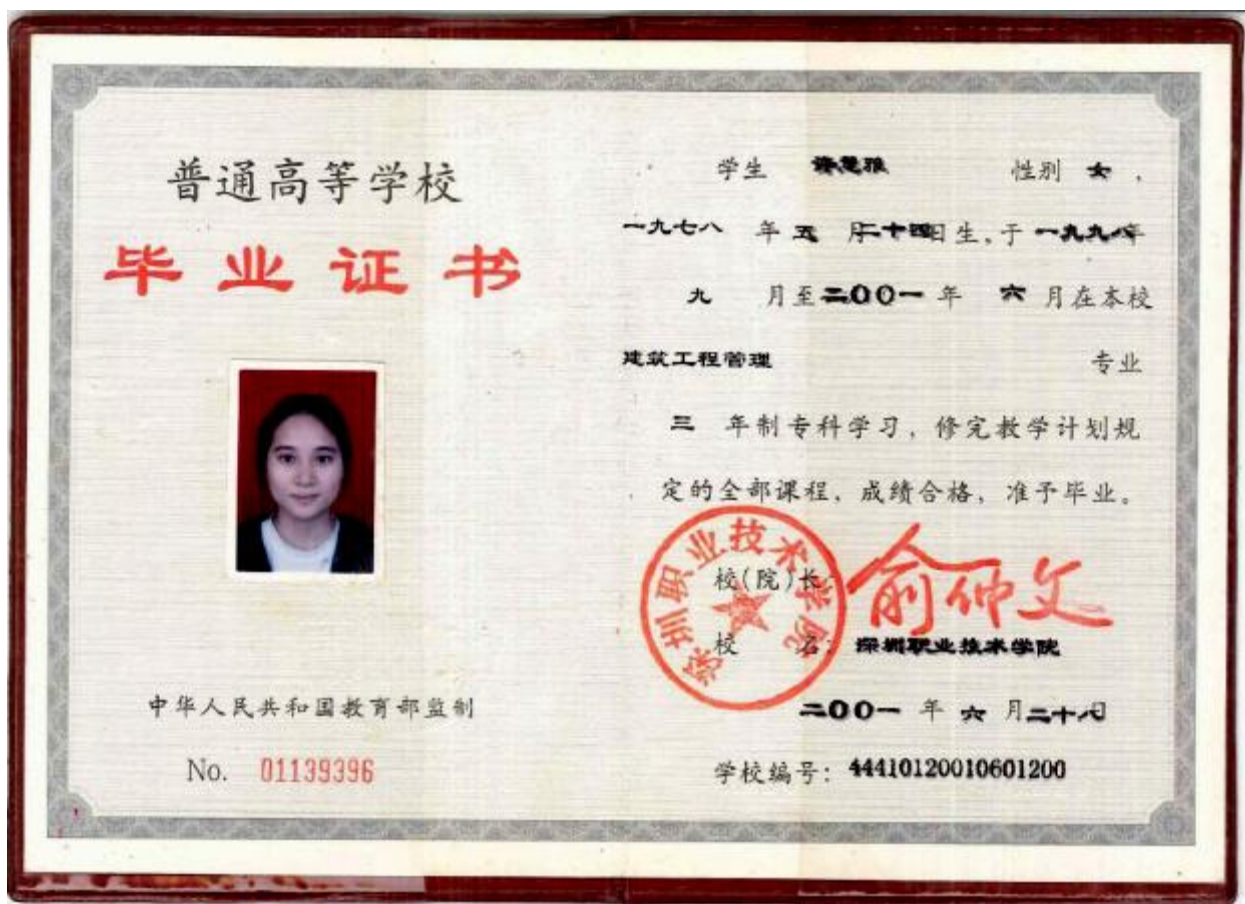 普通高等学校
毕业证书
中华人民共和国教育部监制
No. 01139396
学生 性别 女,
一九七八 年 五 月二十四日生,于 一九九八年
九 月至二〇〇一 年 六 月在本校
建筑工程管理 专业
三 年制专科学习,修完教学计划规
定的全部课程,成绩合格,准予毕业。
校(院)长:俞仲文
校 名:深圳职业技术学院
深圳职业技术学院
二〇〇一 年 六 月二十八日
学校编号:44410120010601200